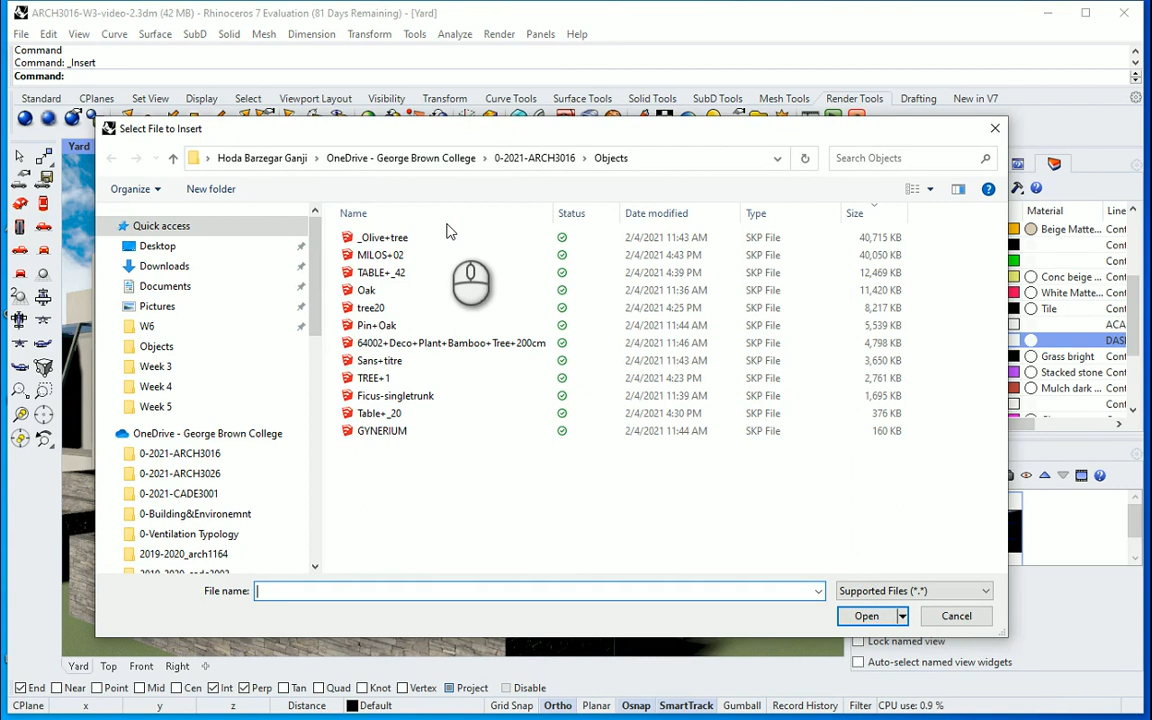 ARCH3016-W3-video-2.3dm (42 MB) - Rhinoceros 7 Evaluation (81 Days Remaining) - [Yard]
File Edit View Curve Surface SubD Solid Mesh Dimension Transform Tools Analyze Render Panels Help
Command
Command: _Insert
Command:
Standard CPlanes Set View Display Select Viewport Layout Visibility Transform Curve Tools Surface Tools Solid Tools SubD Tools Mesh Tools Render Tools Drafting New in V7
Select File to Insert
Yard
Hoda Barzegar Ganji › OneDrive - George Brown College › 0-2021-ARCH3016 › Objects
Search Objects
Organize New folder
Name Status Date modified Type Size
_Olive+tree 2/4/2021 11:43 AM SKP File 40,715 KB
MILOS+02 2/4/2021 4:43 PM SKP File 40,050 KB
TABLE+_42 2/4/2021 4:39 PM SKP File 12,469 KB
Oak 2/4/2021 11:36 AM SKP File 11,420 KB
tree20 2/4/2021 4:25 PM SKP File 8,217 KB
Pin+Oak 2/4/2021 11:44 AM SKP File 5,539 KB
64002+Deco+Plant+Bamboo+Tree+200cm 2/4/2021 11:46 AM SKP File 4,798 KB
Sans+titre 2/4/2021 11:43 AM SKP File 3,650 KB
TREE+1 2/4/2021 4:23 PM SKP File 2,761 KB
Ficus-singletrunk 2/4/2021 11:39 AM SKP File 1,695 KB
Table+_20 2/4/2021 4:30 PM SKP File 376 KB
GYNERIUM 2/4/2021 11:44 AM SKP File 160 KB
Quick access
Desktop
Downloads
Documents
Pictures
W6
Objects
Week 3
Week 4
Week 5
OneDrive - George Brown College
0-2021-ARCH3016
0-2021-ARCH3026
0-2021-CADE3001
0-Building&Environemnt
0-Ventilation Typology
2019-2020_arch1164
Material Line
Beige Matte... Cont
Cont
Cont
Conc beige ... Cont
White Matte... Cont
Tile Cont
ACA
DASI
Grass bright Cont
Stacked stone Cont
Mulch dark ... Cont
Cont
File name: Supported Files (*.*)
Open Cancel
Lock named view
Auto-select named view widgets
Yard Top Front Right
End Near Point Mid Cen Int Perp Tan Quad Knot Vertex Project Disable
CPlane x y z Distance Default Grid Snap Ortho Planar Osnap SmartTrack Gumball Record History Filter CPU use: 0.9 %